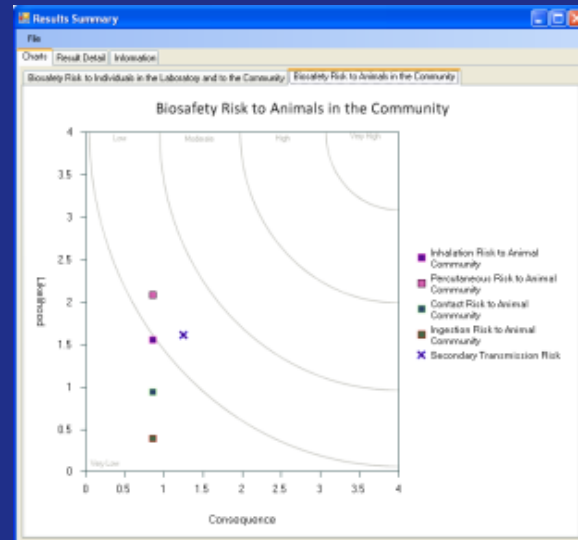 Results Summary
File
Charts Result Detail Information
Biosafety Risk to Individuals in the Laboratory and to the Community Biosafety Risk to Animals in the Community
Biosafety Risk to Animals in the Community
4
Low Moderate High Very High
3.5
3
2.5
2
1.5
1
0.5
0
Very Low
Likelihood
0 0.5 1 1.5 2 2.5 3 3.5 4
Consequence
Inhalation Risk to Animal
Community
Percutaneous Risk to Animal
Community
Contact Risk to Animal
Community
Ingestion Risk to Animal
Community
Secondary Transmission Risk